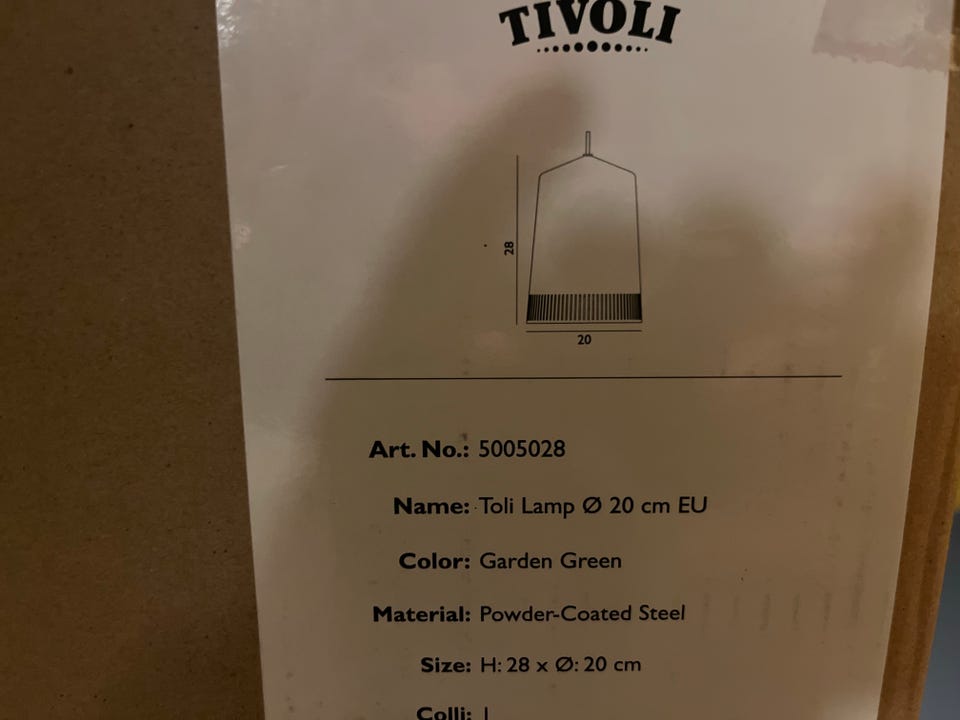 TIVOLI
28
20
Art. No.: 5005028
Name: Toli Lamp Ø 20 cm EU
Color: Garden Green
Material: Powder-Coated Steel
Size: H: 28 x Ø: 20 cm
Colli: 1